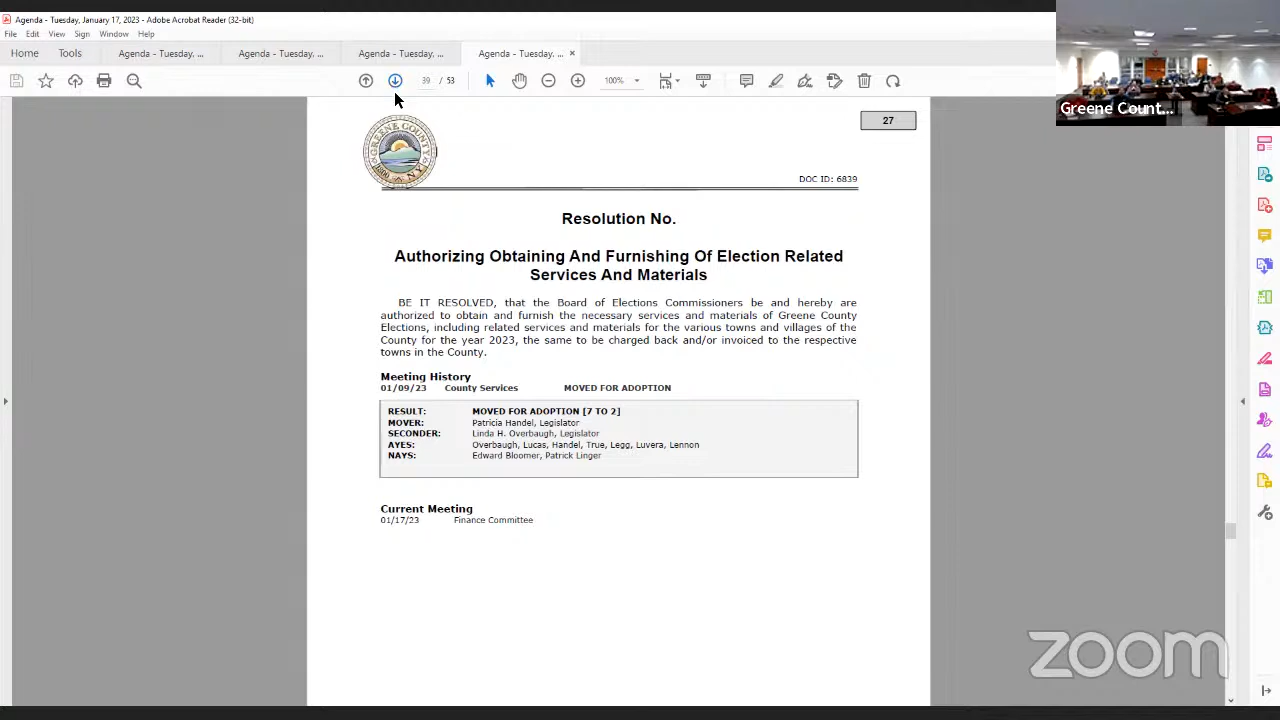 Agenda - Tuesday, January 17, 2023 - Adobe Acrobat Reader (32-bit)
File Edit View Sign Window Help
Home Tools Agenda - Tuesday, ... Agenda - Tuesday, ... Agenda - Tuesday, ... Agenda - Tuesday, ... ×
39 / 53 100%
Greene Count...
27
GREENE COUNTY
1800 N.Y.
DOC ID: 6839
Resolution No.
Authorizing Obtaining And Furnishing Of Election Related
Services And Materials
BE IT RESOLVED, that the Board of Elections Commissioners be and hereby are
authorized to obtain and furnish the necessary services and materials of Greene County
Elections, including related services and materials for the various towns and villages of the
County for the year 2023, the same to be charged back and/or invoiced to the respective
towns in the County.
Meeting History
01/09/23 County Services MOVED FOR ADOPTION
RESULT: MOVED FOR ADOPTION [7 TO 2]
MOVER: Patricia Handel, Legislator
SECONDER: Linda H. Overbaugh, Legislator
AYES: Overbaugh, Lucas, Handel, True, Legg, Luvera, Lennon
NAYS: Edward Bloomer, Patrick Linger
Current Meeting
01/17/23 Finance Committee
zoom